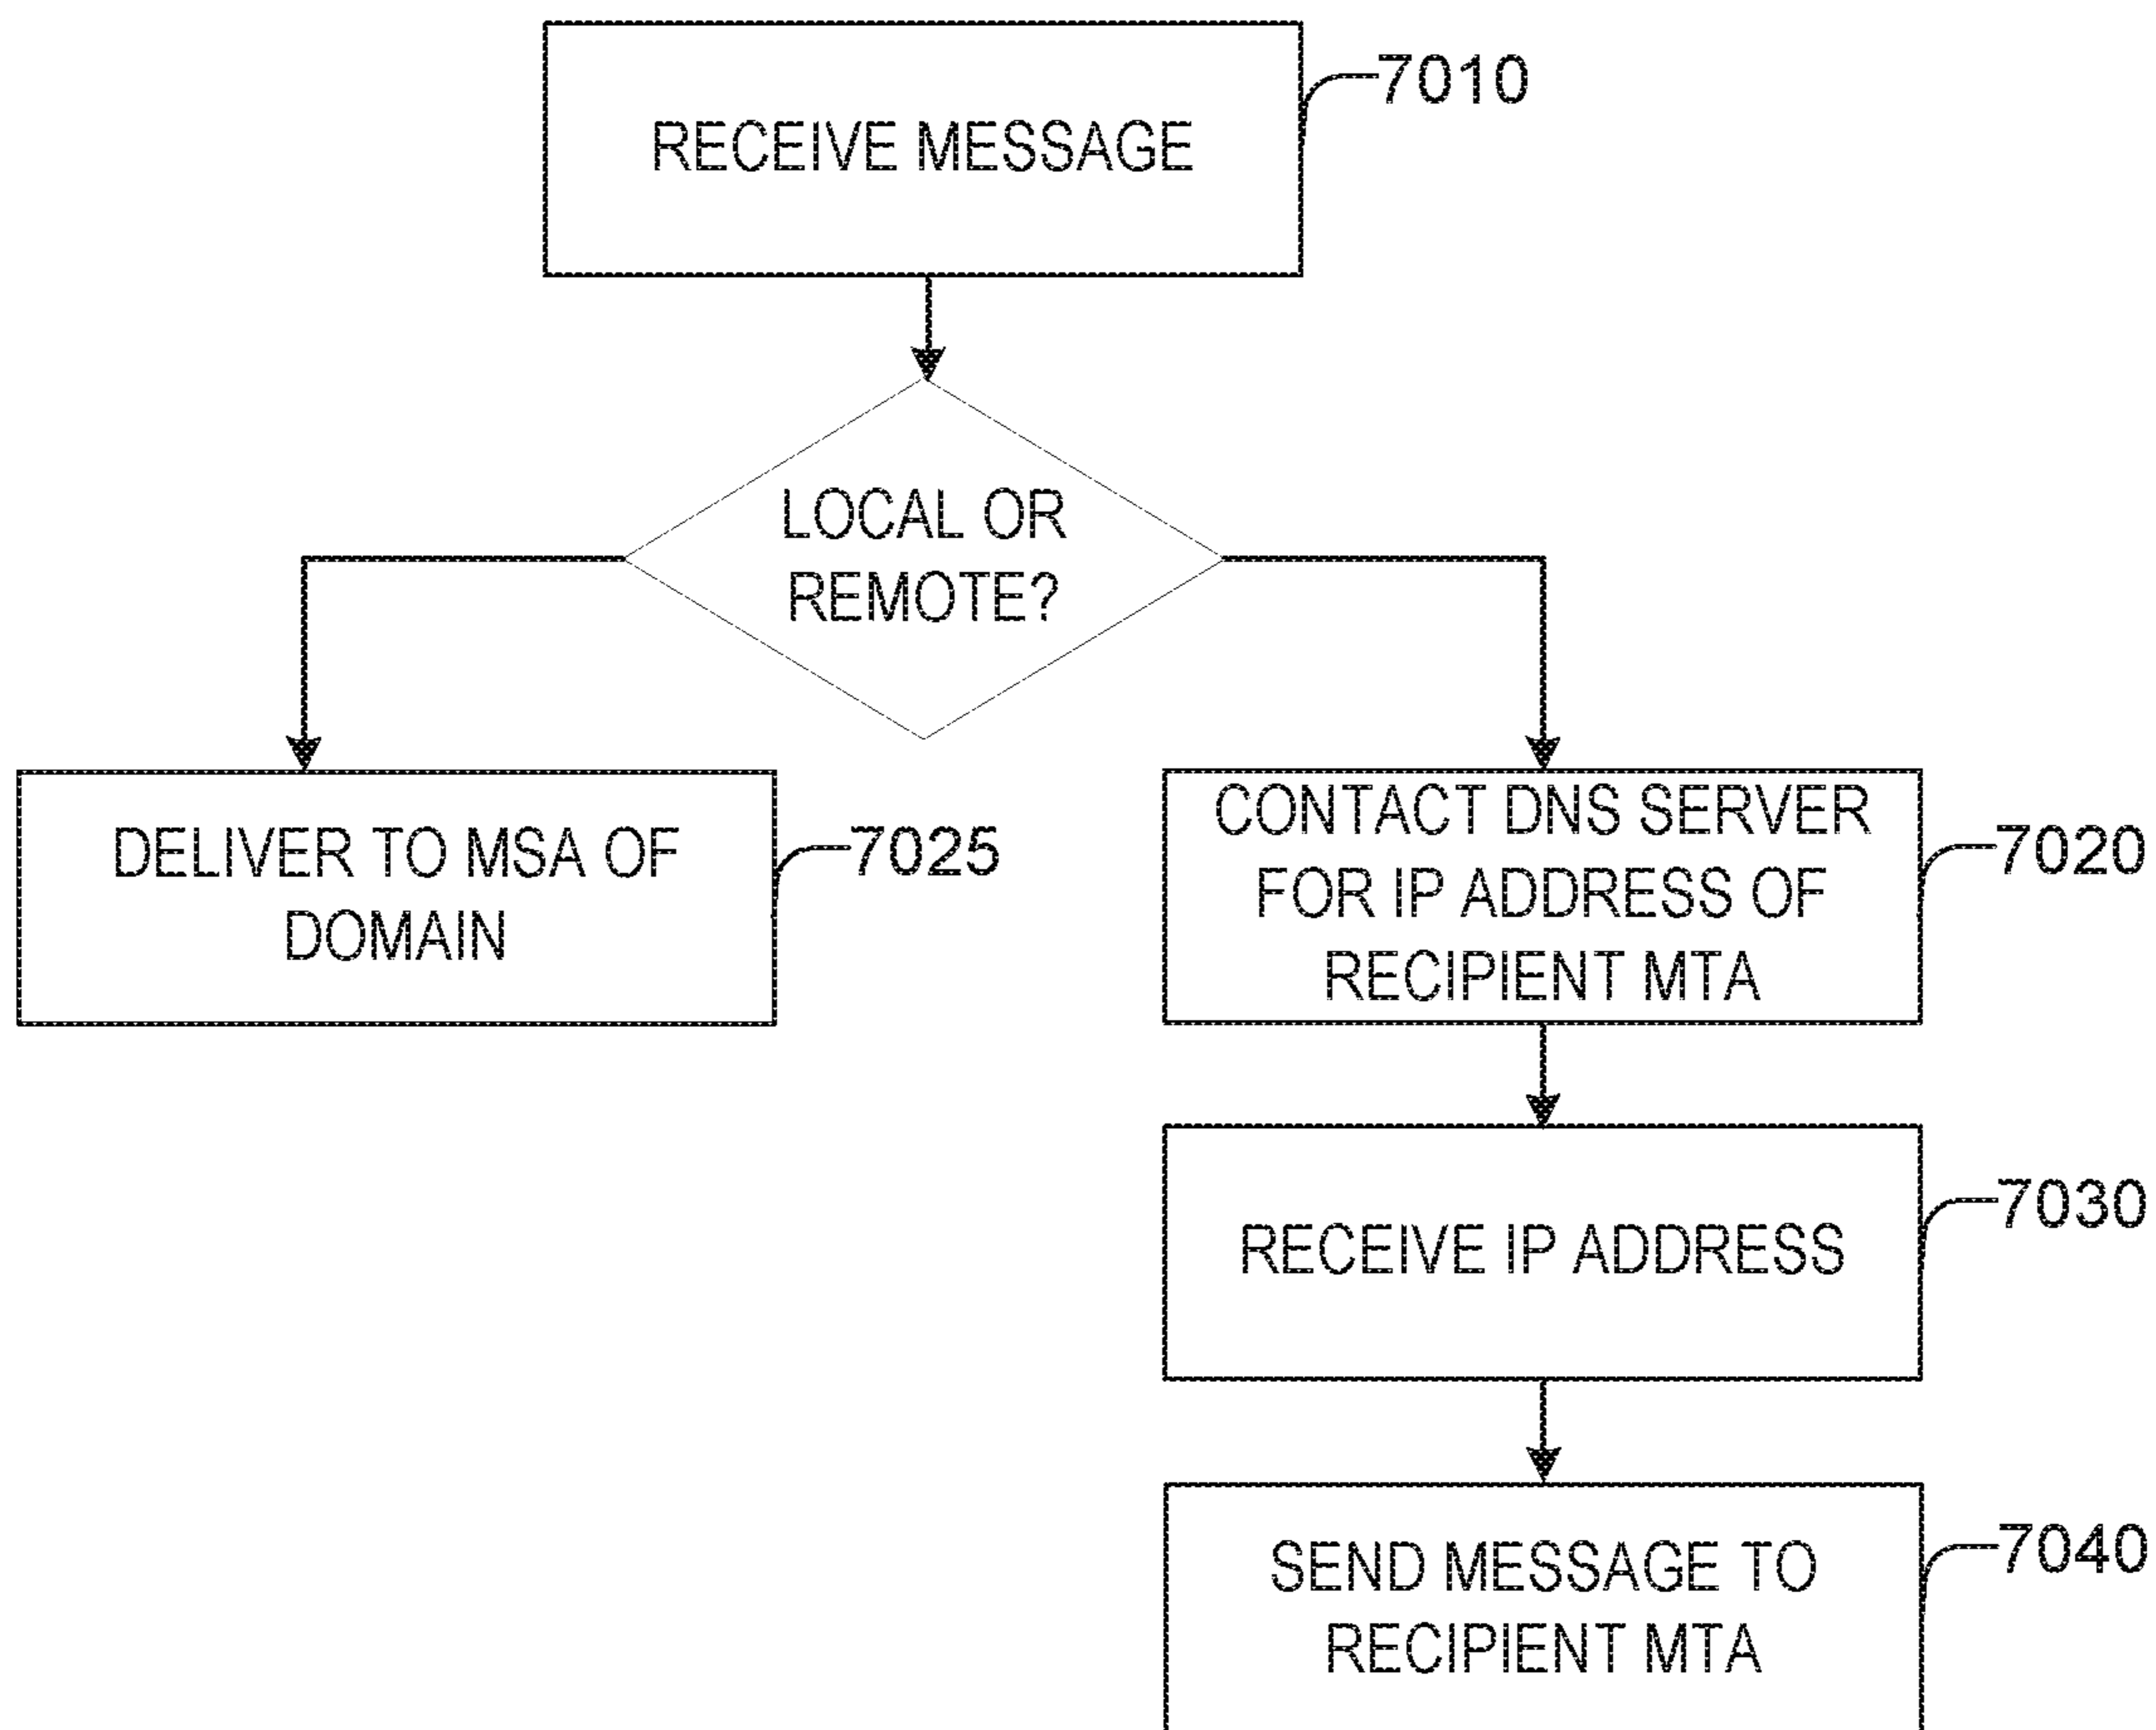 RECEIVE MESSAGE
7010
LOCAL OR
REMOTE?
DELIVER TO MSA OF
DOMAIN
7025
CONTACT DNS SERVER
FOR IP ADDRESS OF
RECIPIENT MTA
7020
RECEIVE IP ADDRESS
7030
SEND MESSAGE TO
RECIPIENT MTA
7040